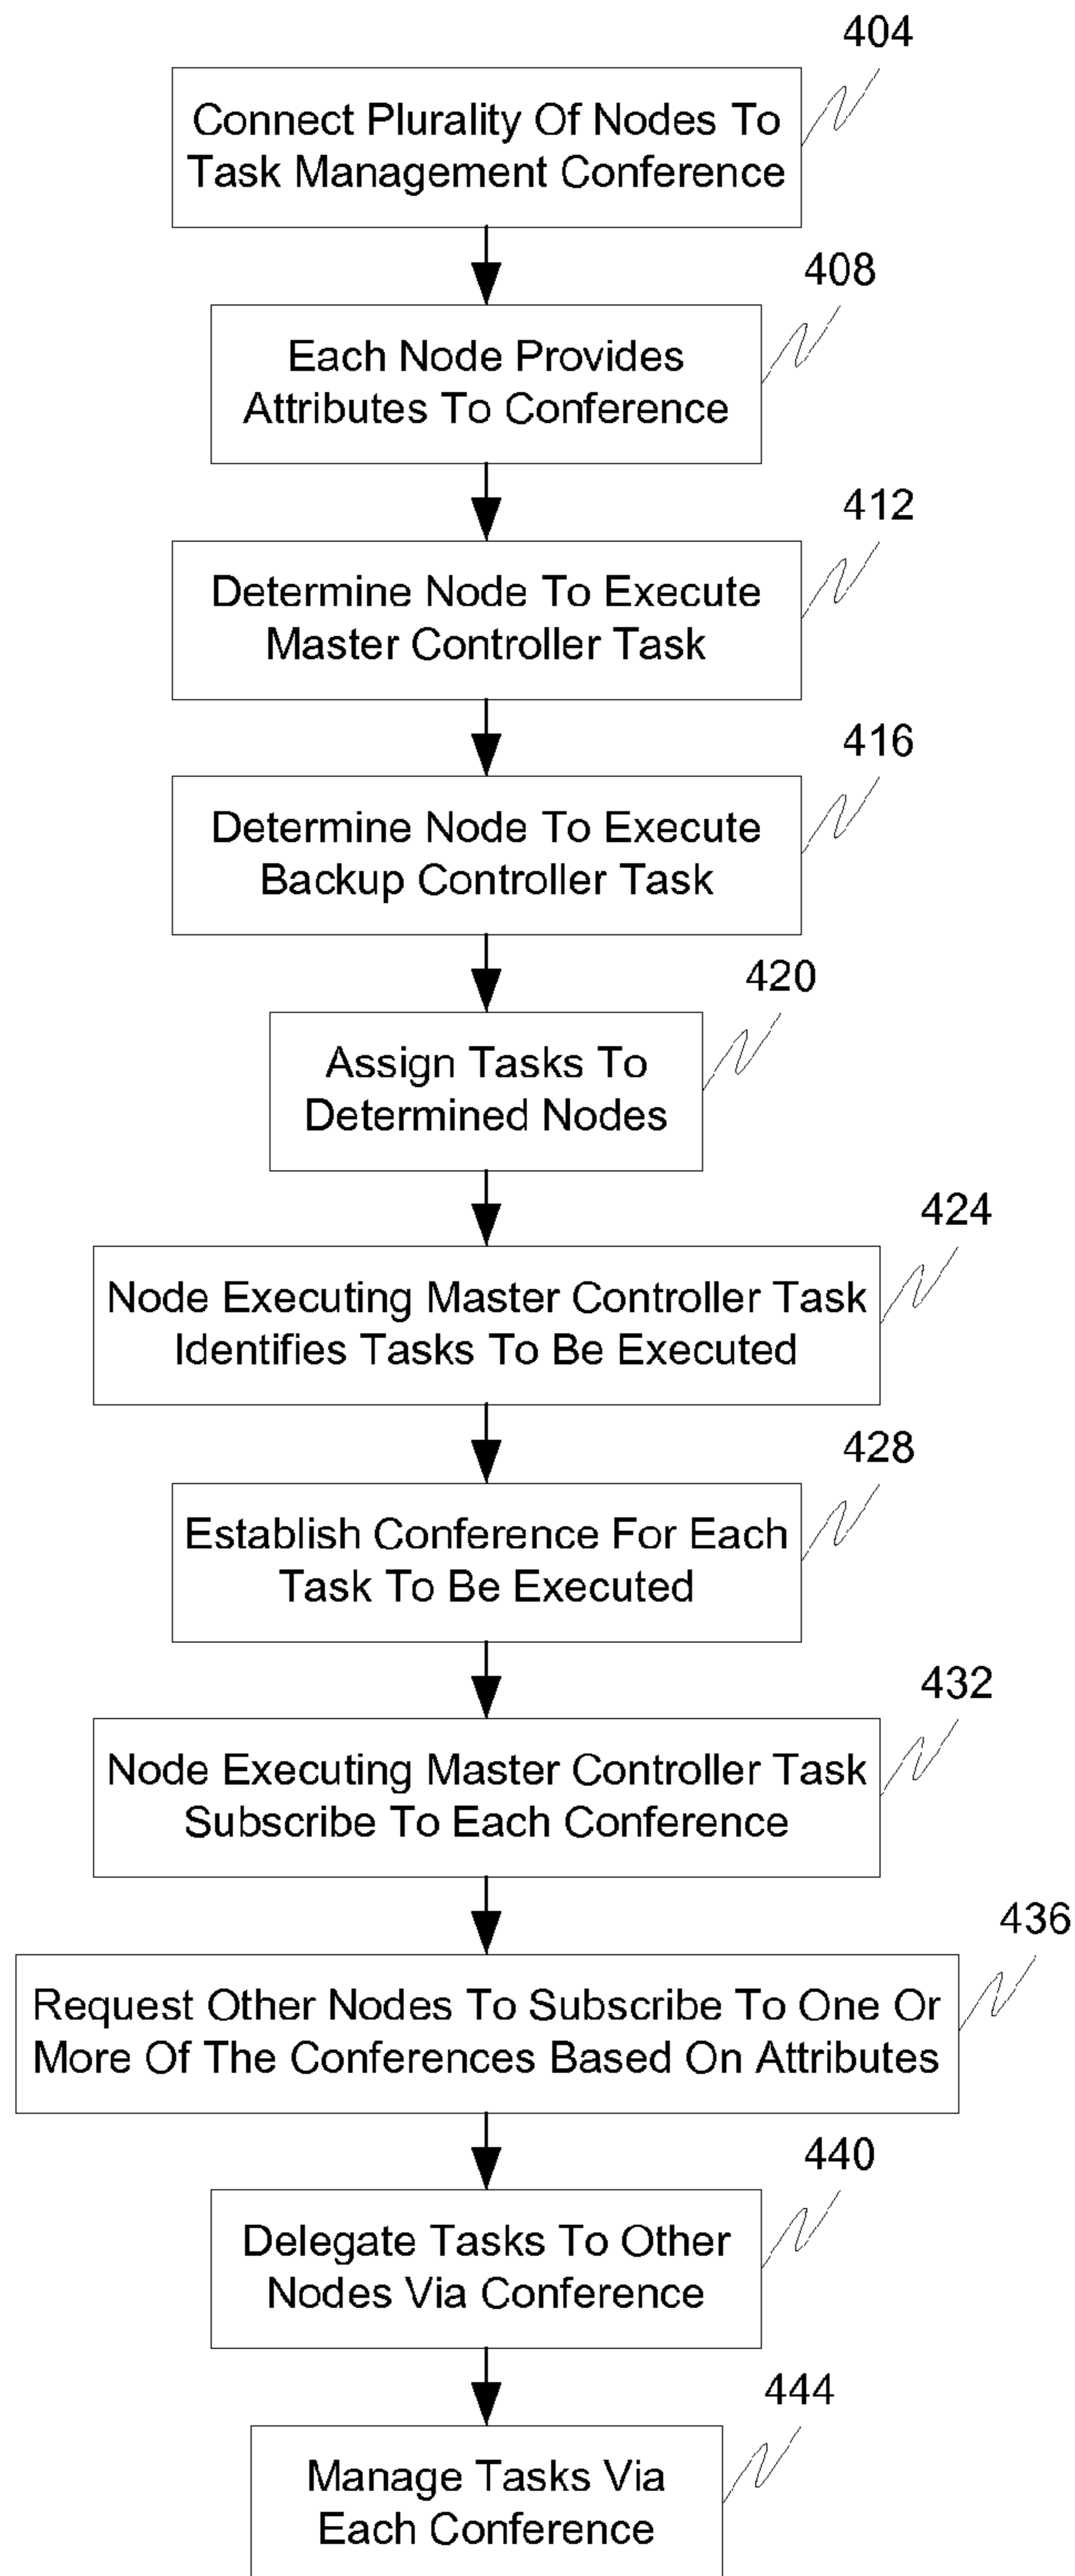 404
Connect Plurality Of Nodes To
Task Management Conference
408
Each Node Provides
Attributes To Conference
412
Determine Node To Execute
Master Controller Task
416
Determine Node To Execute
Backup Controller Task
420
Assign Tasks To
Determined Nodes
424
Node Executing Master Controller Task
Identifies Tasks To Be Executed
428
Establish Conference For Each
Task To Be Executed
432
Node Executing Master Controller Task
Subscribe To Each Conference
436
Request Other Nodes To Subscribe To One Or
More Of The Conferences Based On Attributes
440
Delegate Tasks To Other
Nodes Via Conference
444
Manage Tasks Via
Each Conference